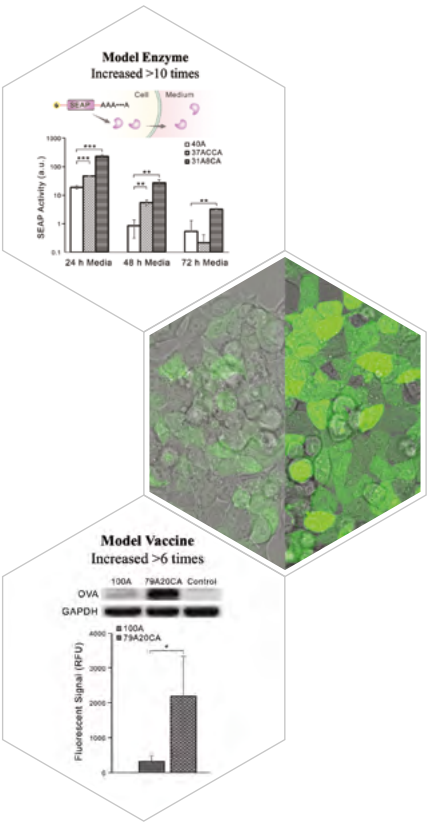 Model Enzyme
Increased >10 times
Cell Medium
SEAP AAA•••A
SEAP Activity (a.u.)
1000
100
10
1
0.1
40A
37ACCA
31A8CA
*** ***
** **
**
24 h Media 48 h Media 72 h Media
Model Vaccine
Increased >6 times
100A 79A20CA Control
OVA
GAPDH
100A
79A20CA
Fluorescent Signal (RFU)
4000
3000
2000
1000
0
*